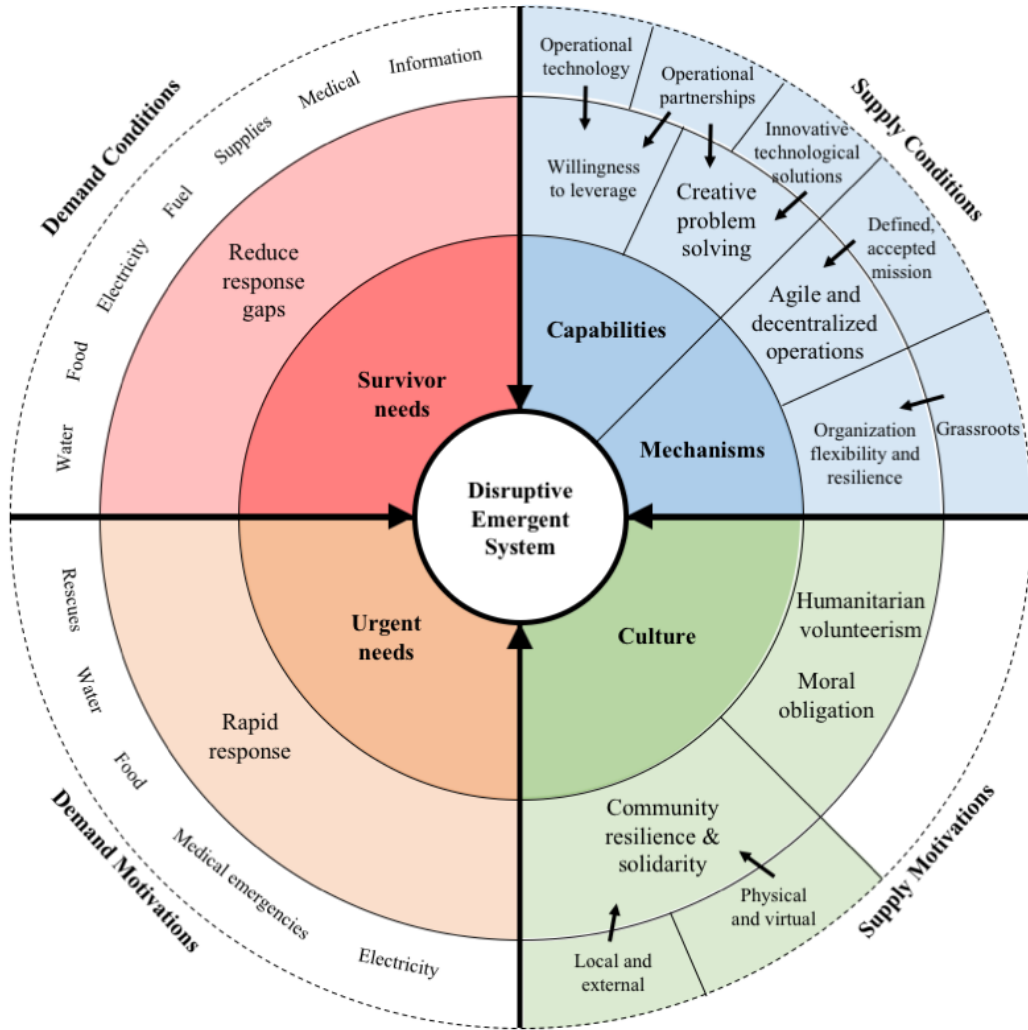 Demand Conditions
Information
Medical
Supplies
Fuel
Electricity
Food
Water
Reduce
response
gaps
Survivor
needs
Supply Conditions
Operational
technology
Operational
partnerships
Innovative
technological
solutions
Defined,
accepted
mission
Grassroots
Willingness
to leverage
Creative
problem
solving
Agile and
decentralized
operations
Organization
flexibility and
resilience
Capabilities
Mechanisms
Disruptive
Emergent
System
Urgent
needs
Rapid
response
Rescues
Water
Food
Medical emergencies
Electricity
Demand Motivations
Culture
Humanitarian
volunteerism
Moral
obligation
Community
resilience &
solidarity
Physical
and virtual
Local and
external
Supply Motivations